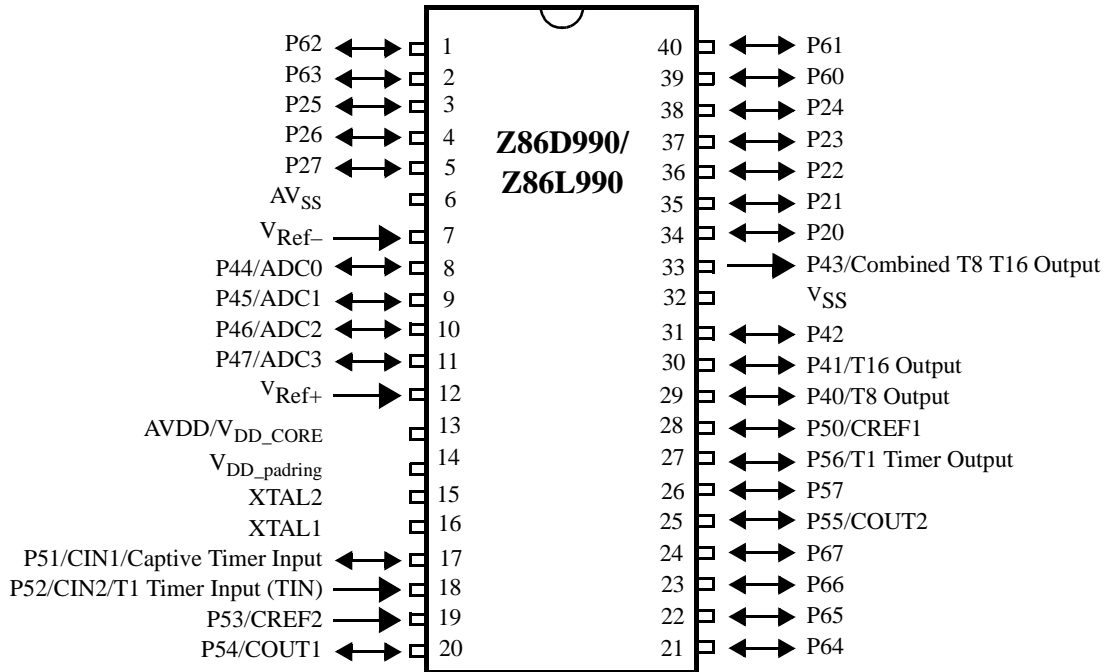 P62 1
P63 2
P25 3
P26 4
P27 5
AVSS 6
VRef– 7
P44/ADC0 8
P45/ADC1 9
P46/ADC2 10
P47/ADC3 11
VRef+ 12
AVDD/VDD_CORE 13
VDD_padring 14
XTAL2 15
XTAL1 16
P51/CIN1/Captive Timer Input 17
P52/CIN2/T1 Timer Input (TIN) 18
P53/CREF2 19
P54/COUT1 20
Z86D990/
Z86L990
40 P61
39 P60
38 P24
37 P23
36 P22
35 P21
34 P20
33 P43/Combined T8 T16 Output
32 VSS
31 P42
30 P41/T16 Output
29 P40/T8 Output
28 P50/CREF1
27 P56/T1 Timer Output
26 P57
25 P55/COUT2
24 P67
23 P66
22 P65
21 P64